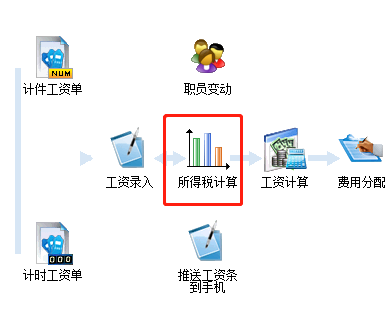 NUM
计件工资单
职员变动
工资录入
所得税计算
工资计算
费用分配
000
计时工资单
推送工资条
到手机